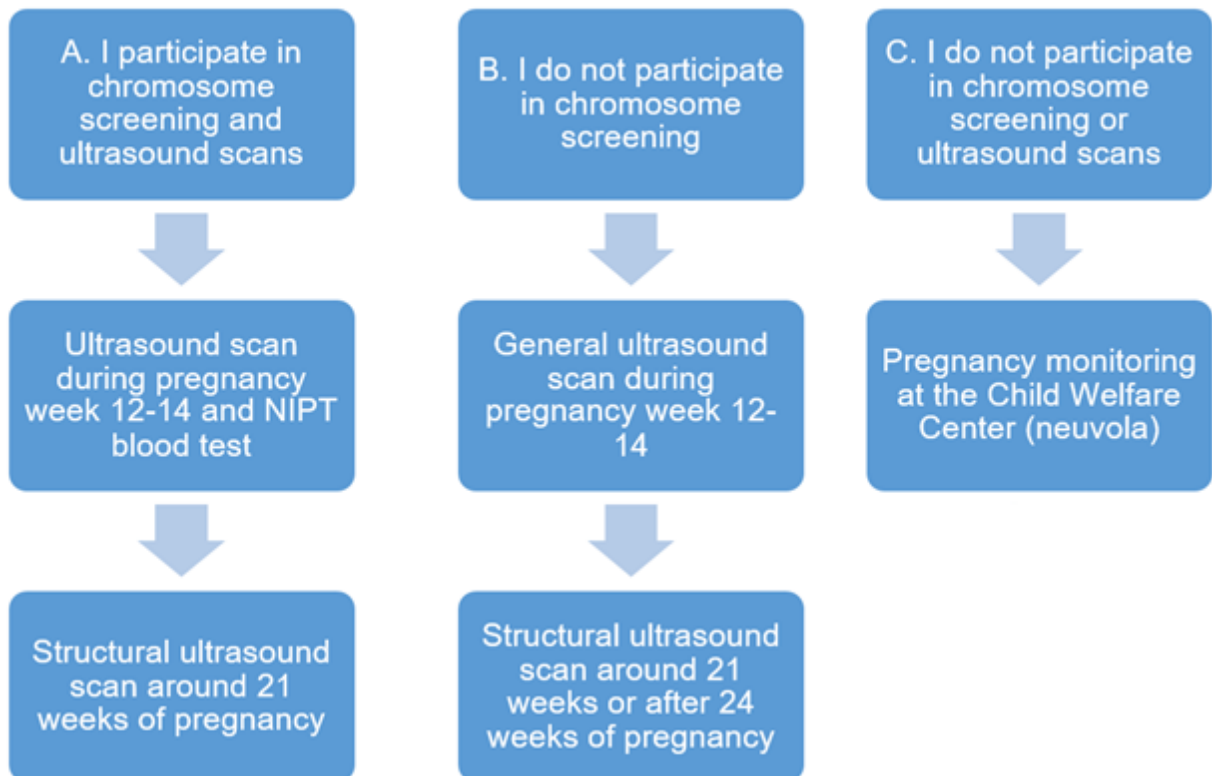 A. I participate in
chromosome
screening and
ultrasound scans
Ultrasound scan
during pregnancy
week 12-14 and NIPT
blood test
Structural ultrasound
scan around 21
weeks of pregnancy
B. I do not participate
in chromosome
screening
General ultrasound
scan during
pregnancy week 12-
14
Structural ultrasound
scan around 21
weeks or after 24
weeks of pregnancy
C. I do not participate
in chromosome
screening or
ultrasound scans
Pregnancy monitoring
at the Child Welfare
Center (neuvola)